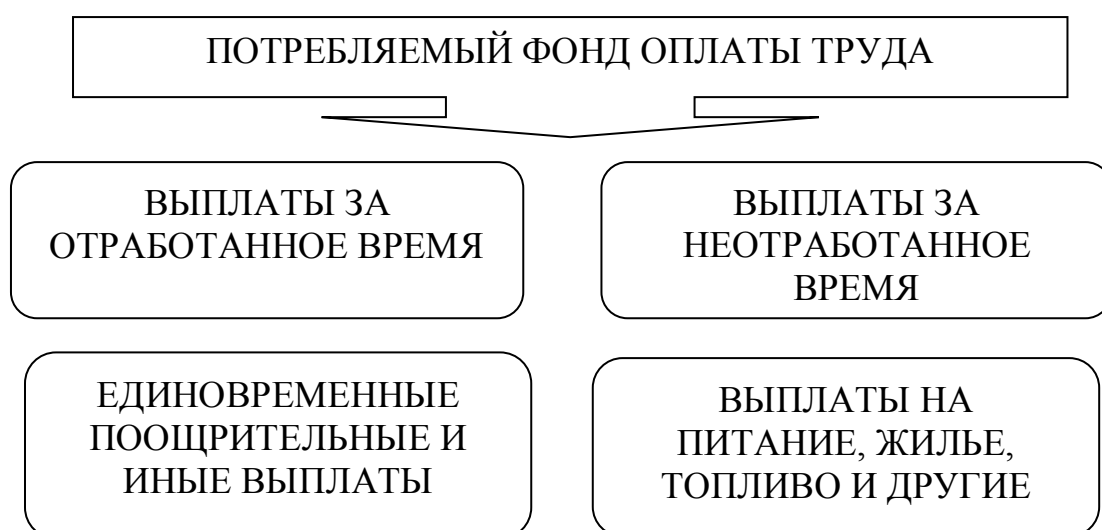 ПОТРЕБЛЯЕМЫЙ ФОНД ОПЛАТЫ ТРУДА
ВЫПЛАТЫ ЗА
ОТРАБОТАННОЕ ВРЕМЯ
ВЫПЛАТЫ ЗА
НЕОТРАБОТАННОЕ
ВРЕМЯ
ЕДИНОВРЕМЕННЫЕ
ПООЩРИТЕЛЬНЫЕ И
ИНЫЕ ВЫПЛАТЫ
ВЫПЛАТЫ НА
ПИТАНИЕ, ЖИЛЬЕ,
ТОПЛИВО И ДРУГИЕ